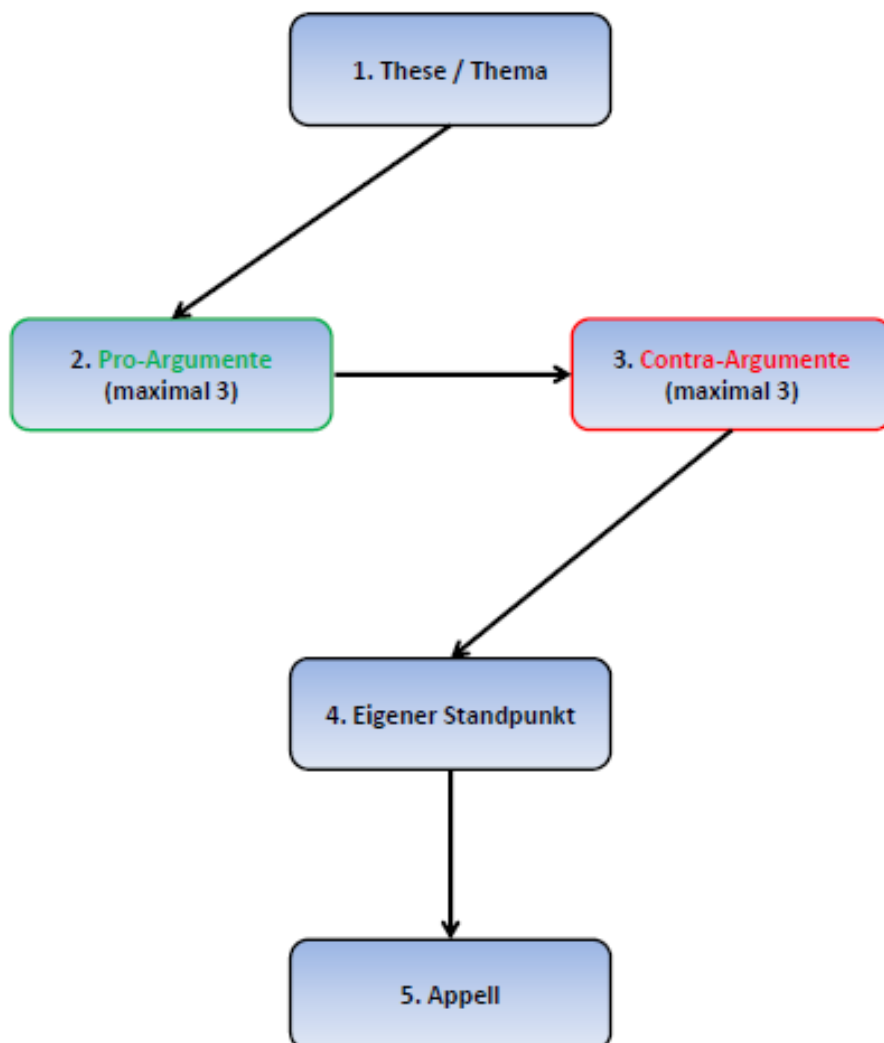 1. These / Thema
2. Pro-Argumente
(maximal 3)
3. Contra-Argumente
(maximal 3)
4. Eigener Standpunkt
5. Appell